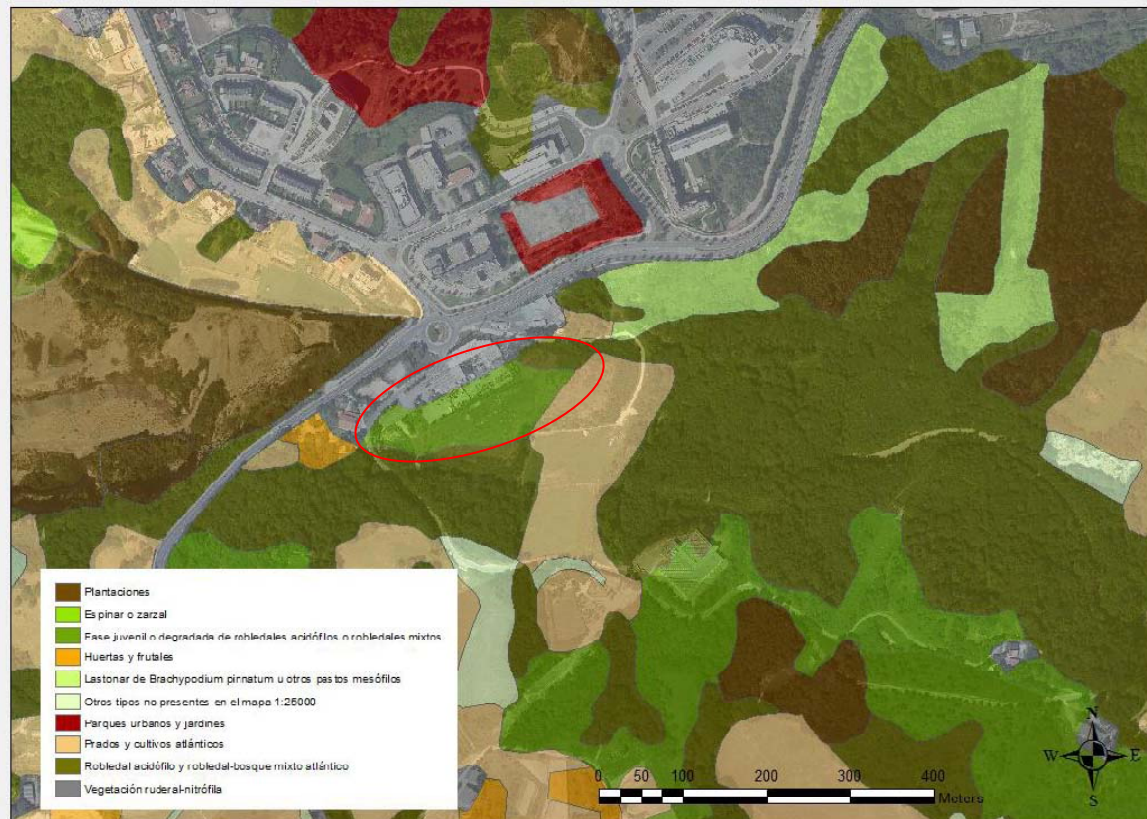 Plantaciones
Espinar o zarzal
Fase juvenil o degradada de robledales acidófilos o robledales mixtos
Huertas y frutales
Lastonar de Brachypodium pinnatum u otros pastos mesófilos
Otros tipos no presentes en el mapa 1:25000
Parques urbanos y jardines
Prados y cultivos atlánticos
Robledal acidófilo y robledal-bosque mixto atlántico
Vegetación ruderal-nitrófila
0 50 100 200 300 400
Meters
N
W E
S